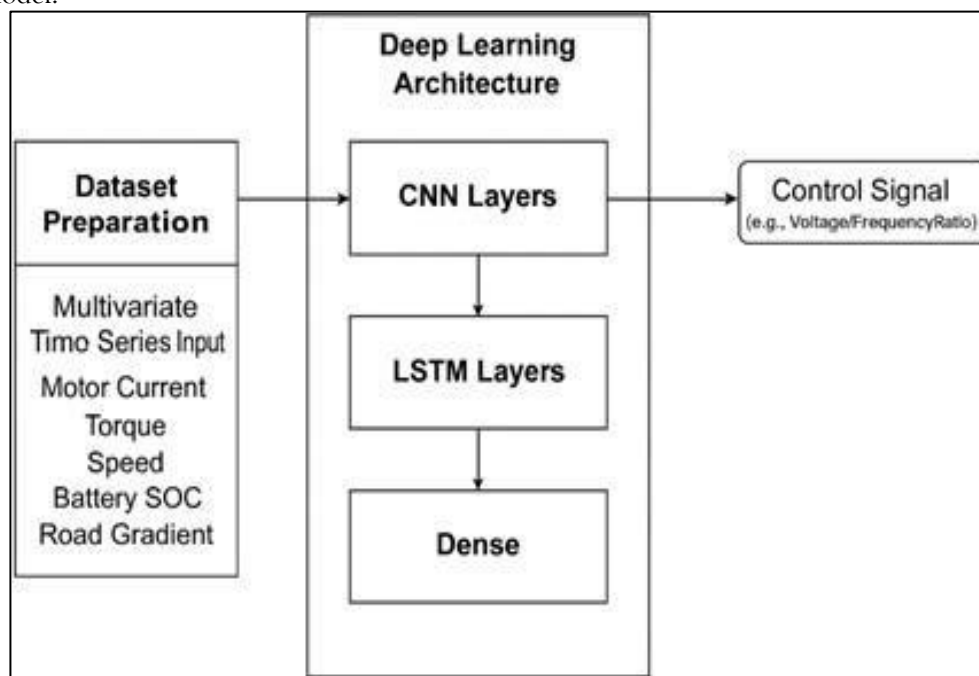 model.
Deep Learning
Architecture
Dataset
Preparation
Multivariate
Timo Series Input
Motor Current
Torque
Speed
Battery SOC
Road Gradient
CNN Layers
LSTM Layers
Dense
Control Signal
(e.g., Voltage/FrequencyRatio)